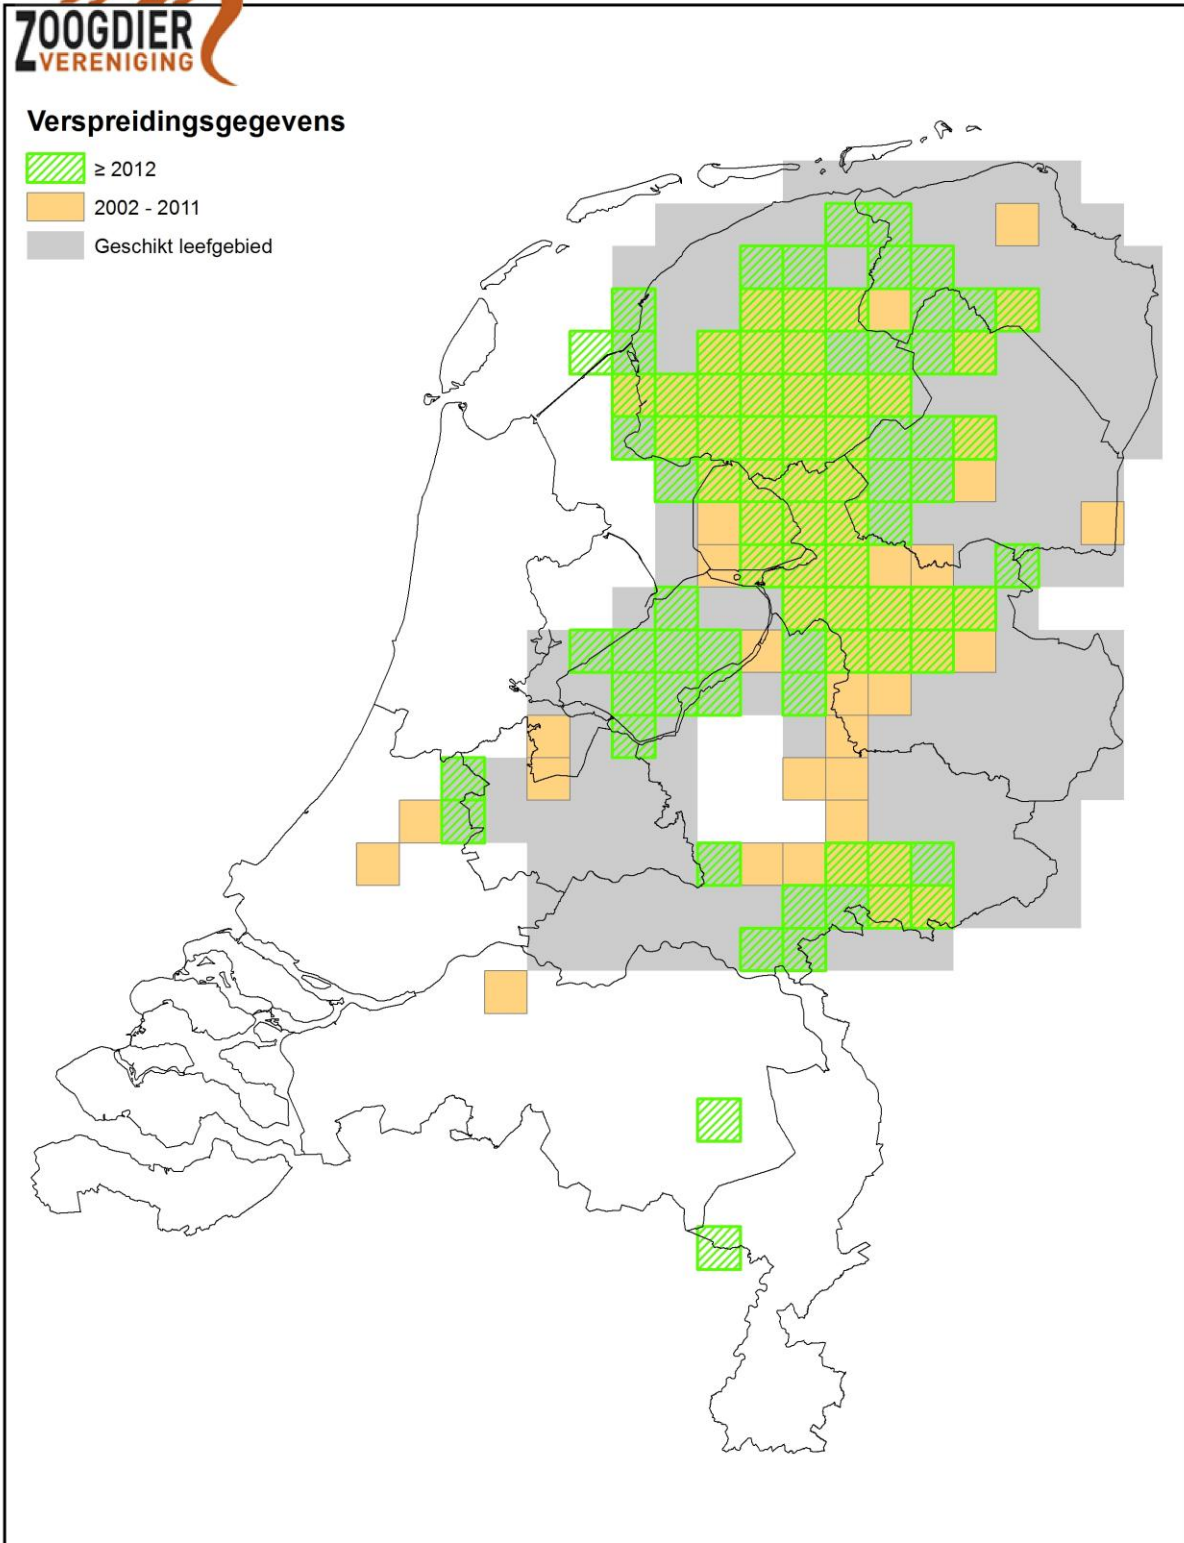 ZOOGDIER
VERENIGING
Verspreidingsgegevens
≥ 2012
2002 - 2011
Geschikt leefgebied